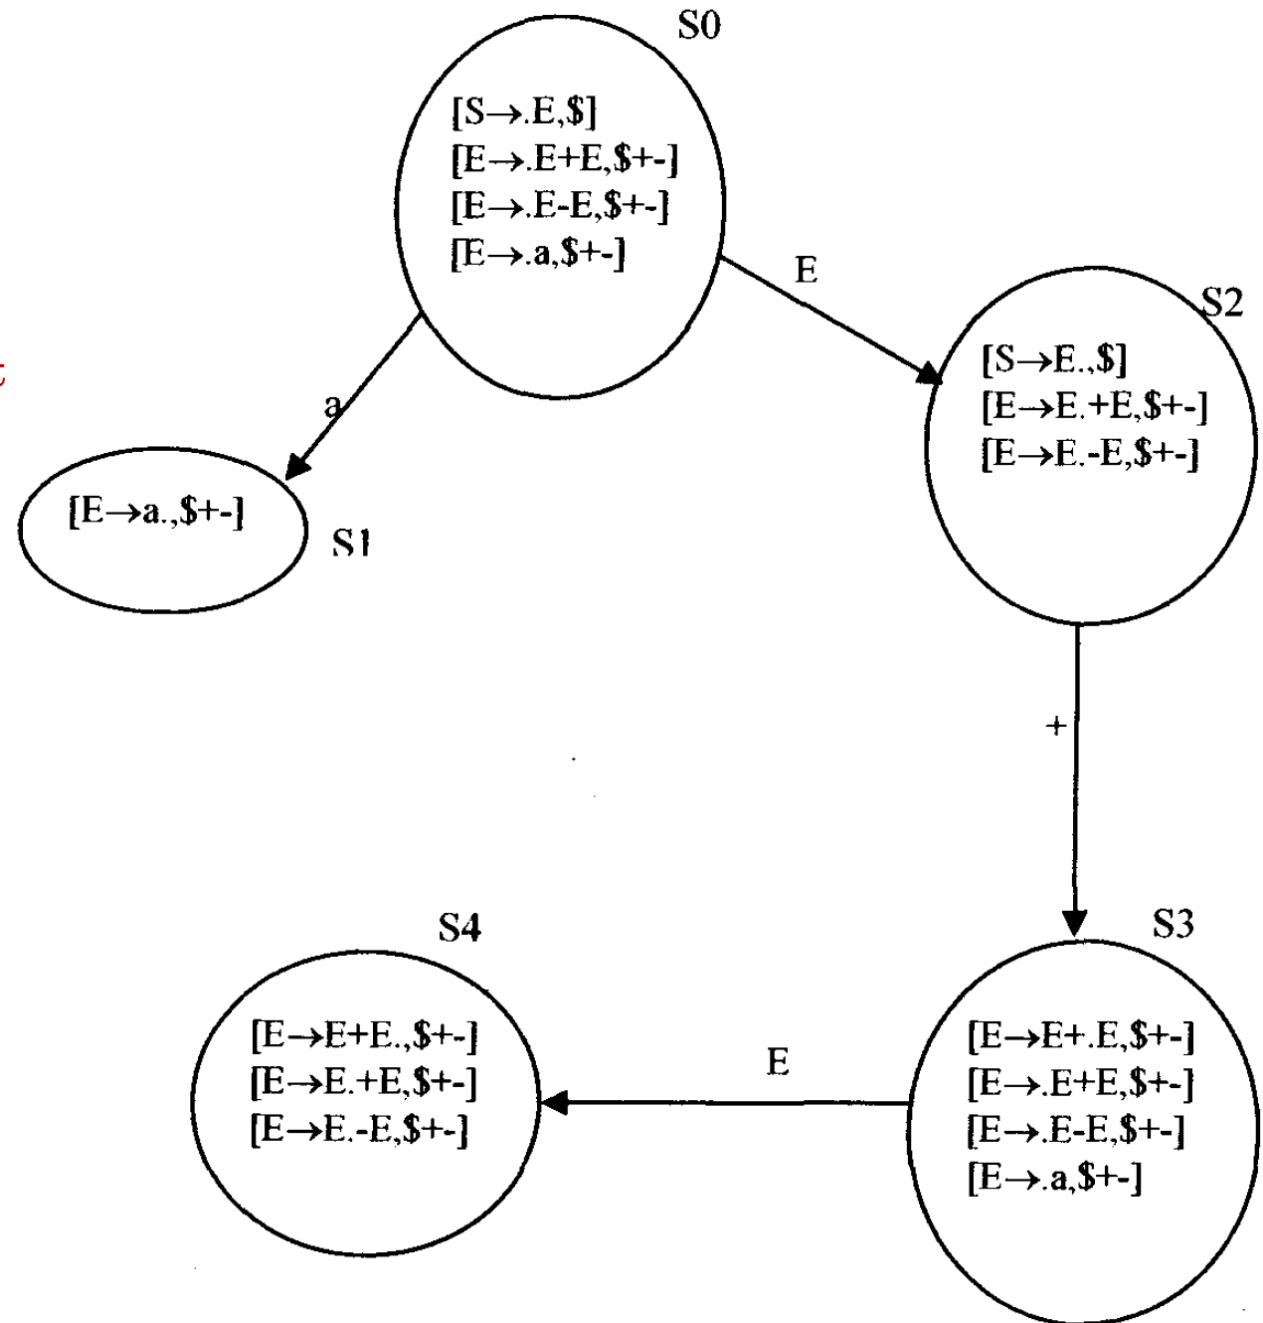 S0
[S→.E,$]
[E→.E+E,$+-]
[E→.E-E,$+-]
[E→.a,$+-]
E
S2
[S→E.,$]
[E→E.+E,$+-]
[E→E.-E,$+-]
a
[E→a.,$+-]
S1
+
S4
S3
[E→E+E.,$+-]
[E→E.+E,$+-]
[E→E.-E,$+-]
E
[E→E+.E,$+-]
[E→.E+E,$+-]
[E→.E-E,$+-]
[E→.a,$+-]